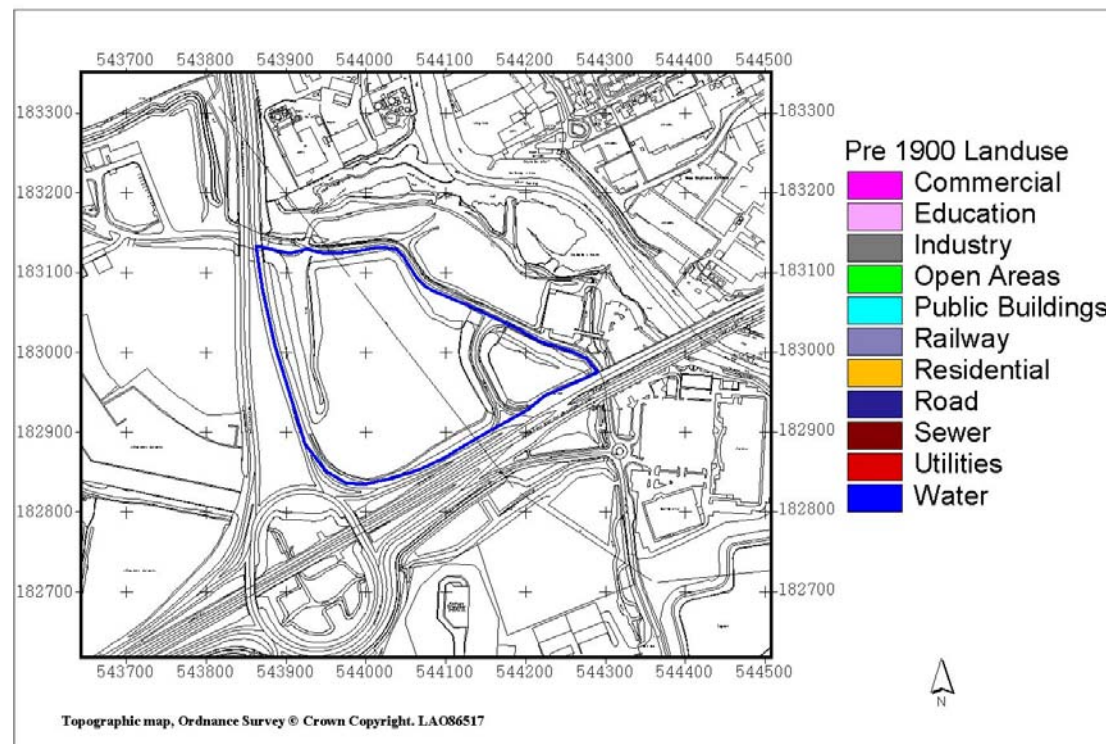 543700 543800 543900 544000 544100 544200 544300 544400 544500
183300 183300
183200 183200
183100 183100
183000 183000
182900 182900
182800 182800
182700 182700
543700 543800 543900 544000 544100 544200 544300 544400 544500
Pre 1900 Landuse
Commercial
Education
Industry
Open Areas
Public Buildings
Railway
Residential
Road
Sewer
Utilities
Water
N
Topographic map, Ordnance Survey © Crown Copyright. LAO86517